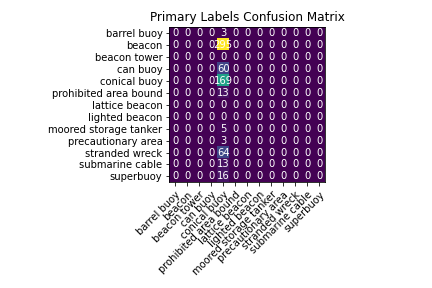 Primary Labels Confusion Matrix
barrel buoy 0 0 0 0 3 0 0 0 0 0 0 0 0
beacon 0 0 0 0 0 0 0 0 0 0 0 0
beacon tower 0 0 0 0 0 0 0 0 0 0 0 0 0
can buoy 0 0 0 0 60 0 0 0 0 0 0 0 0
conical buoy 0 0 0 0 169 0 0 0 0 0 0 0 0
prohibited area bound 0 0 0 0 13 0 0 0 0 0 0 0 0
lattice beacon 0 0 0 0 0 0 0 0 0 0 0 0 0
lighted beacon 0 0 0 0 0 0 0 0 0 0 0 0 0
moored storage tanker 0 0 0 0 5 0 0 0 0 0 0 0 0
precautionary area 0 0 0 0 3 0 0 0 0 0 0 0 0
stranded wreck 0 0 0 0 64 0 0 0 0 0 0 0 0
submarine cable 0 0 0 0 13 0 0 0 0 0 0 0 0
superbuoy 0 0 0 0 16 0 0 0 0 0 0 0 0
barrel buoy
beacon
beacon tower
can buoy
conical buoy
prohibited area bound
lattice beacon
lighted beacon
moored storage tanker
precautionary area
stranded wreck
submarine cable
superbuoy